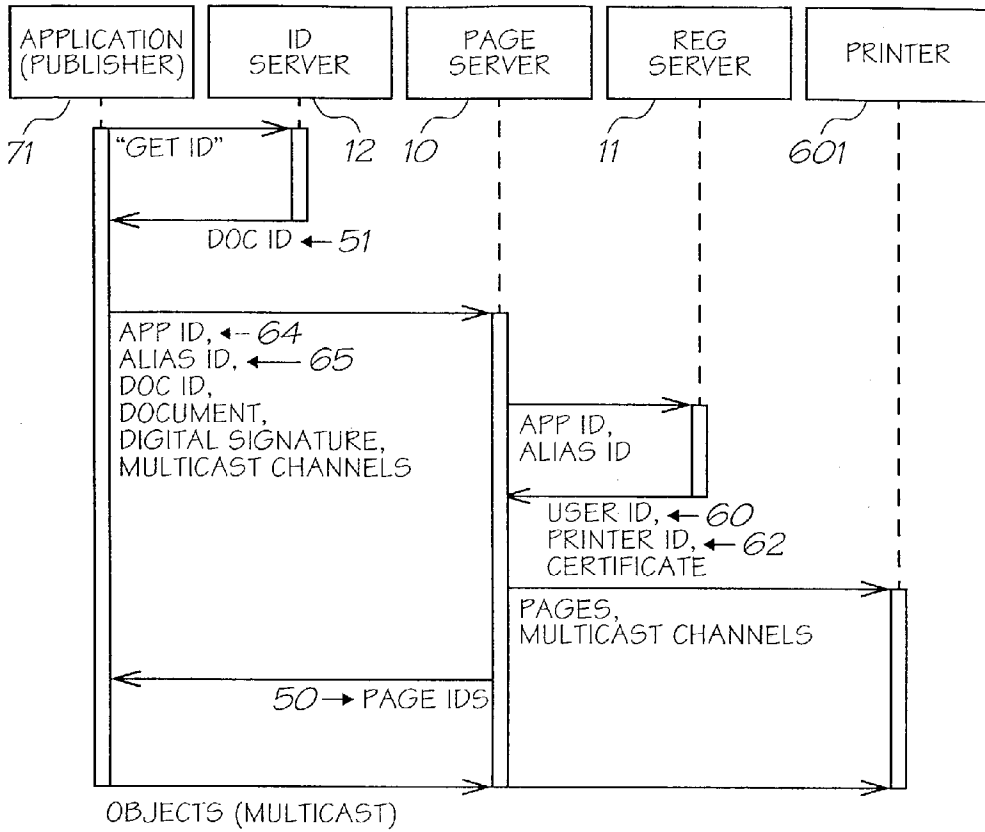 APPLICATION
(PUBLISHER)
ID
SERVER
PAGE
SERVER
REG
SERVER
PRINTER
71
12
10
11
601
"GET ID"
DOC ID
51
APP ID,
64
ALIAS ID,
65
DOC ID,
DOCUMENT,
DIGITAL SIGNATURE,
MULTICAST CHANNELS
APP ID,
ALIAS ID
USER ID,
60
PRINTER ID,
62
CERTIFICATE
PAGES,
MULTICAST CHANNELS
50
PAGE IDS
OBJECTS (MULTICAST)